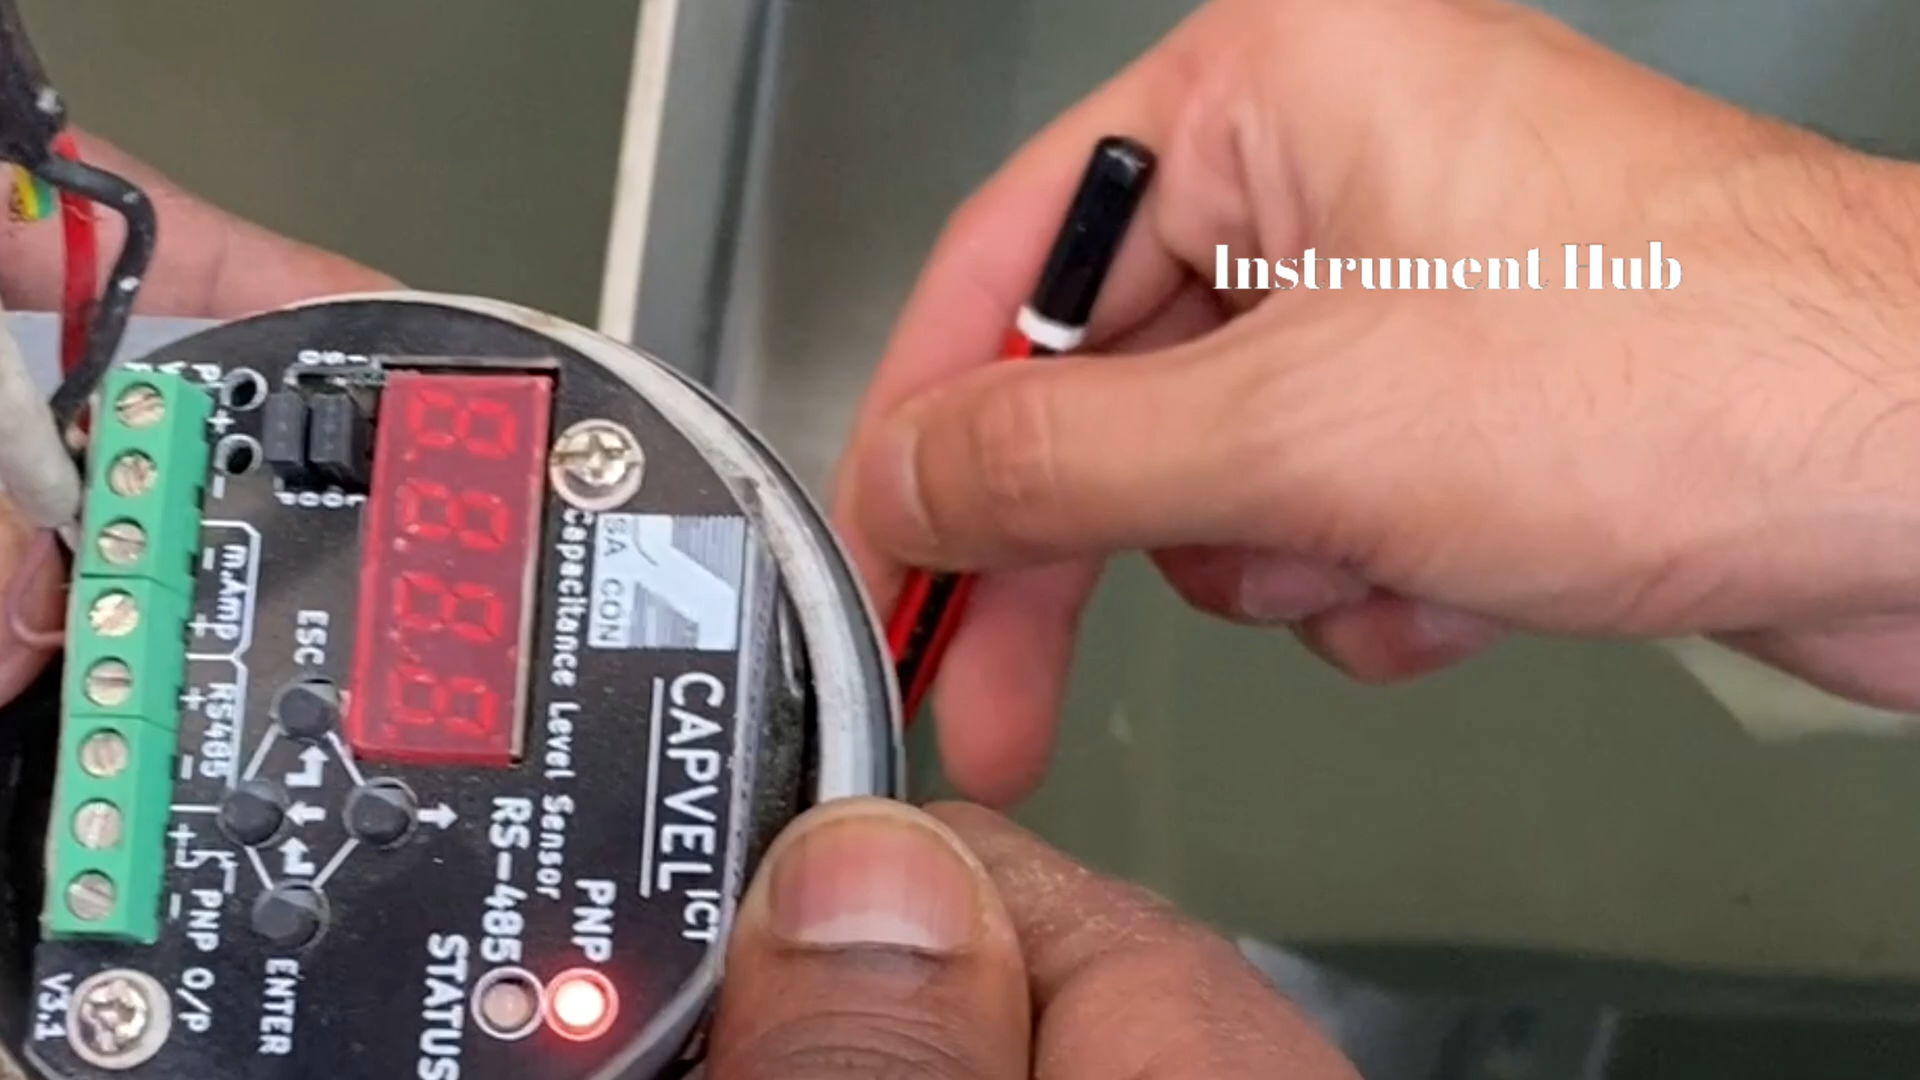 Instrument Hub
SA CON
CAPVEL ICT
Capacitance Level Sensor
8.8.8.8
PNP
RS-485
STATUS
ESC
ENTER
+
-
m.Amp
- +
RS485
+ -
+ -
PNP O/P
V3.1